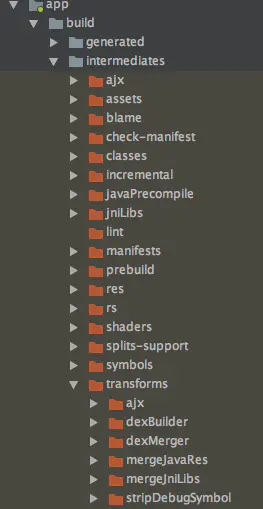 app
build
generated
intermediates
ajx
assets
blame
check-manifest
classes
incremental
javaPrecompile
jniLibs
lint
manifests
prebuild
res
rs
shaders
splits-support
symbols
transforms
ajx
dexBuilder
dexMerger
mergeJavaRes
mergeJniLibs
stripDebugSymbol